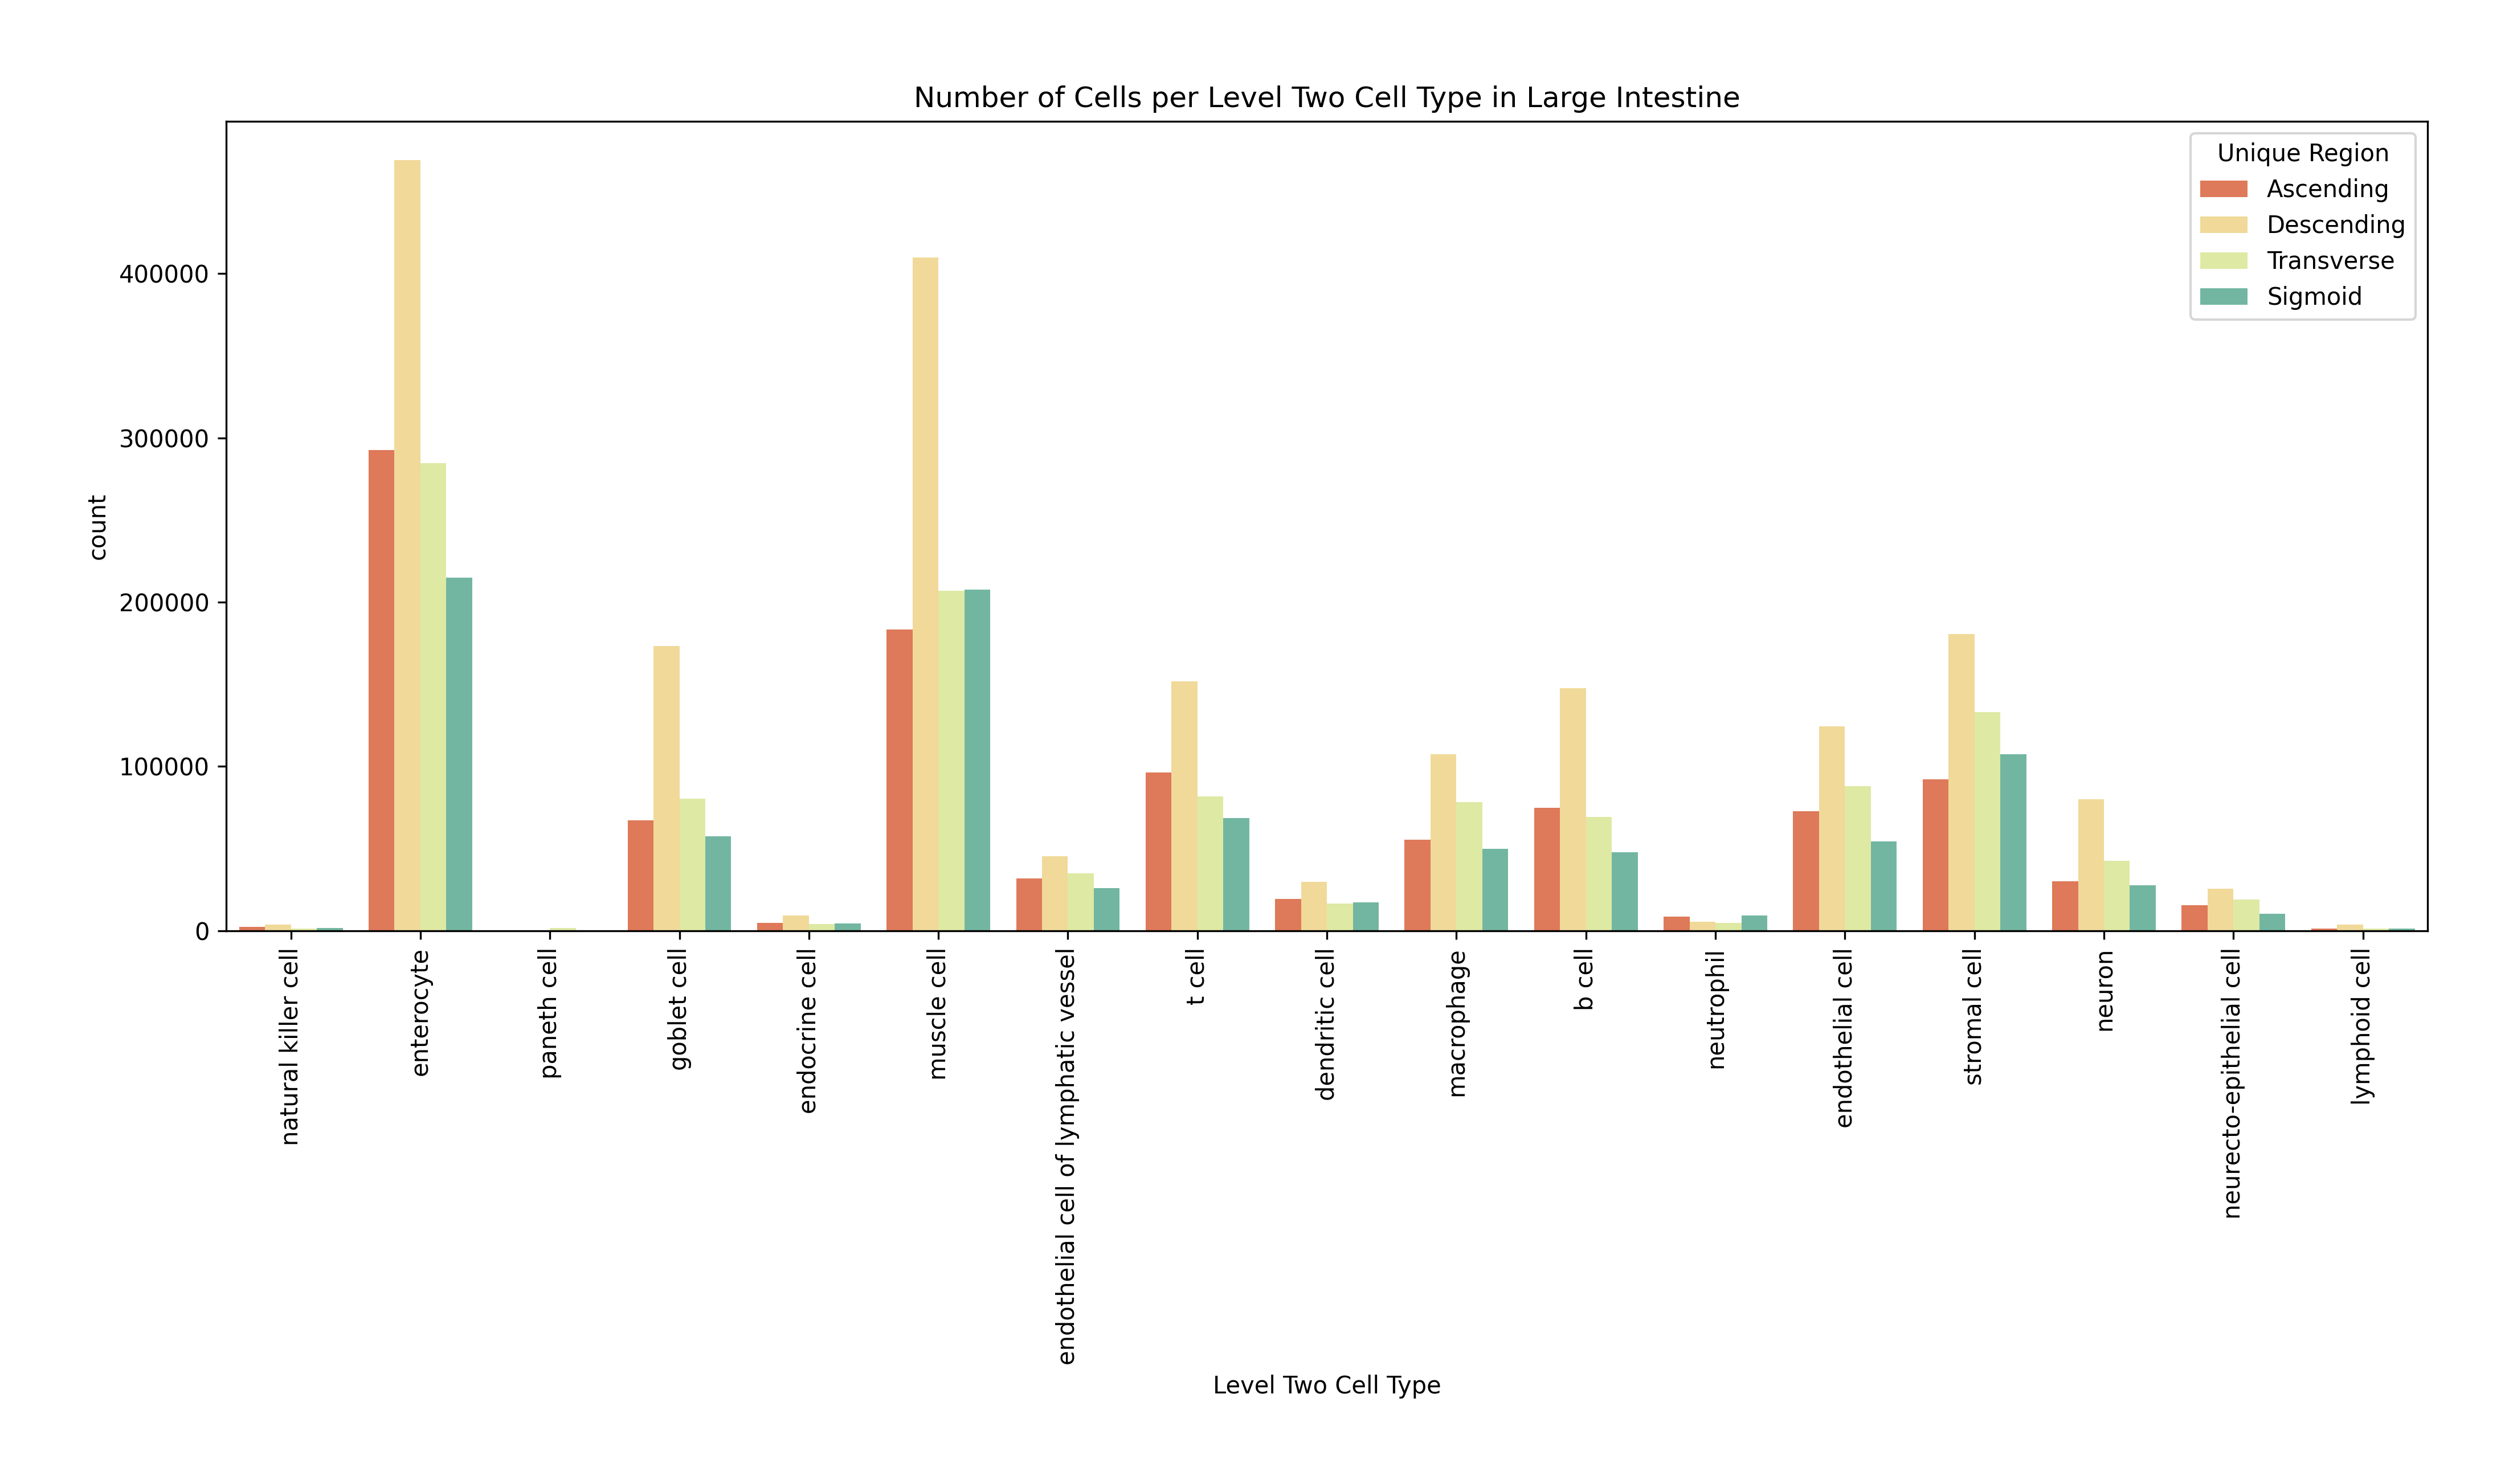 Number of Cells per Level Two Cell Type in Large Intestine
Unique Region
Ascending
Descending
Transverse
Sigmoid
count
400000
300000
200000
100000
0
natural killer cell
enterocyte
paneth cell
goblet cell
endocrine cell
muscle cell
endothelial cell of lymphatic vessel
t cell
dendritic cell
macrophage
b cell
neutrophil
endothelial cell
stromal cell
neuron
neurecto-epithelial cell
lymphoid cell
Level Two Cell Type